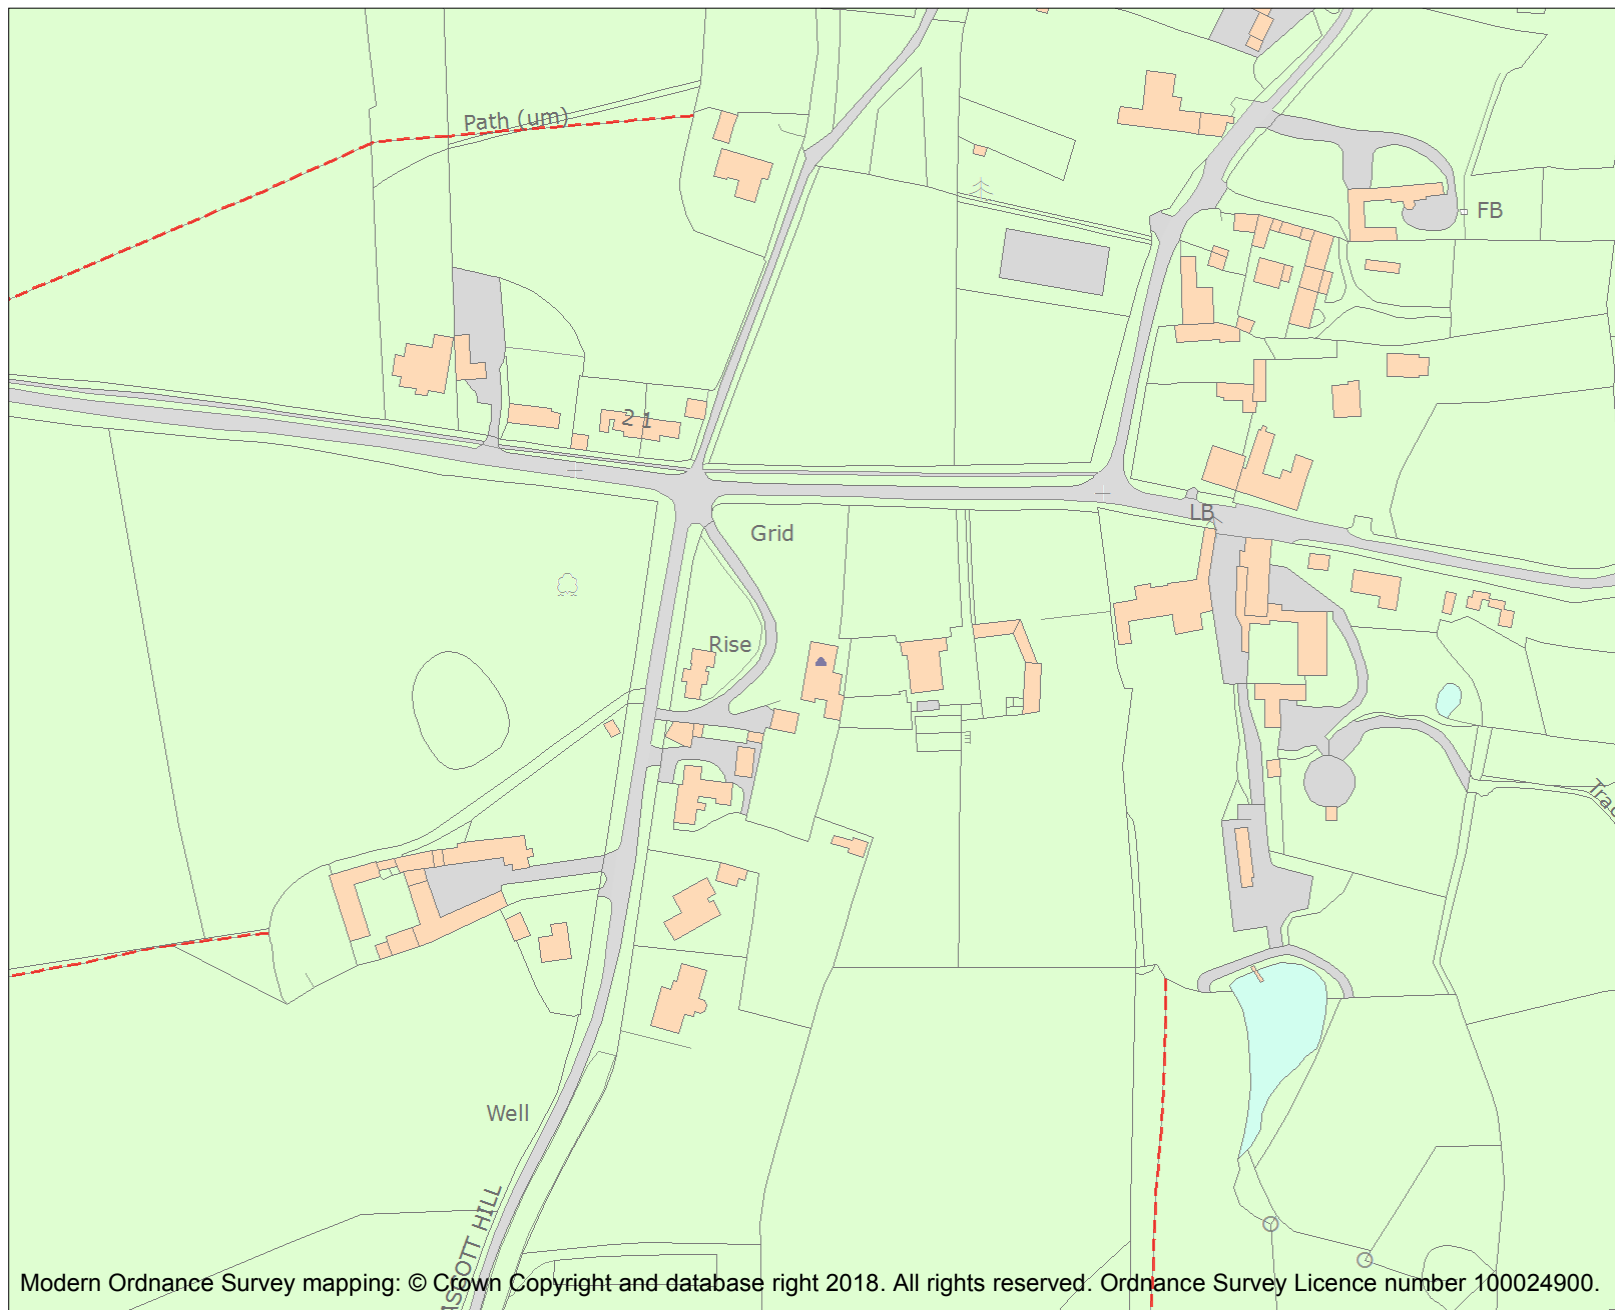 Path (um)
FB
2 1
LB
Grid
Rise
Well
ASCOTT HILL
Modern Ordnance Survey mapping: © Crown Copyright and database right 2018. All rights reserved. Ordnance Survey Licence number 100024900.